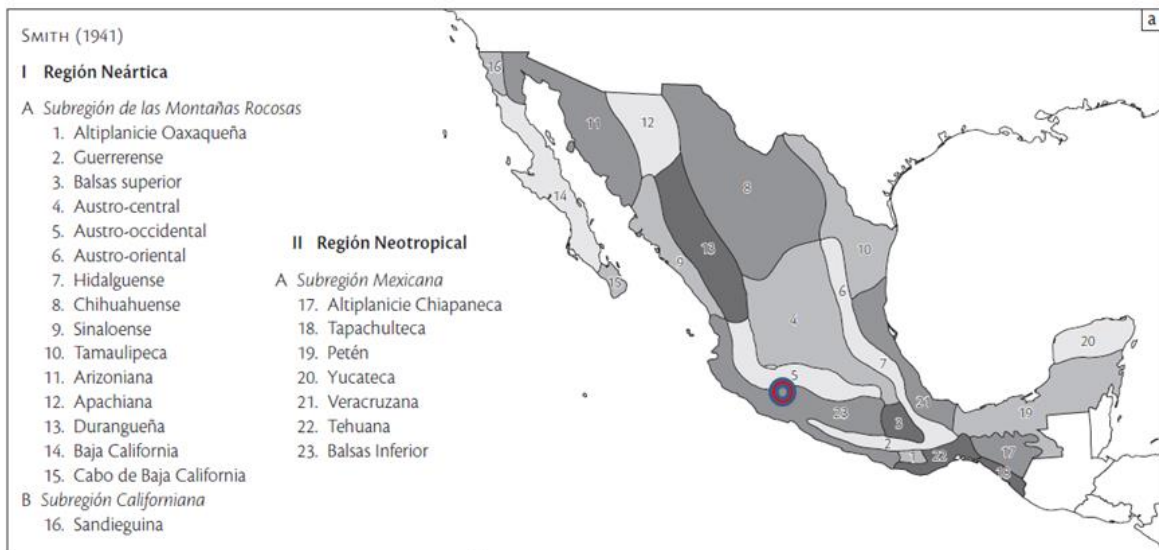 a
SMITH (1941)
I Región Neártica
A Subregión de las Montañas Rocosas
1. Altiplanicie Oaxaqueña
2. Guerrerense
3. Balsas superior
4. Austro-central
5. Austro-occidental
6. Austro-oriental
7. Hidalguense
8. Chihuahuense
9. Sinaloense
10. Tamaulipeca
11. Arizoniana
12. Apachiana
13. Durangueña
14. Baja California
15. Cabo de Baja California
B Subregión Californiana
16. Sandieguina
II Región Neotropical
A Subregión Mexicana
17. Altiplanicie Chiapaneca
18. Tapachulteca
19. Petén
20. Yucateca
21. Veracruzana
22. Tehuana
23. Balsas Inferior
16
11
12
8
14
13
10
9
6
15
4
20
7
5
21
23
3
19
2
17
1
22
18